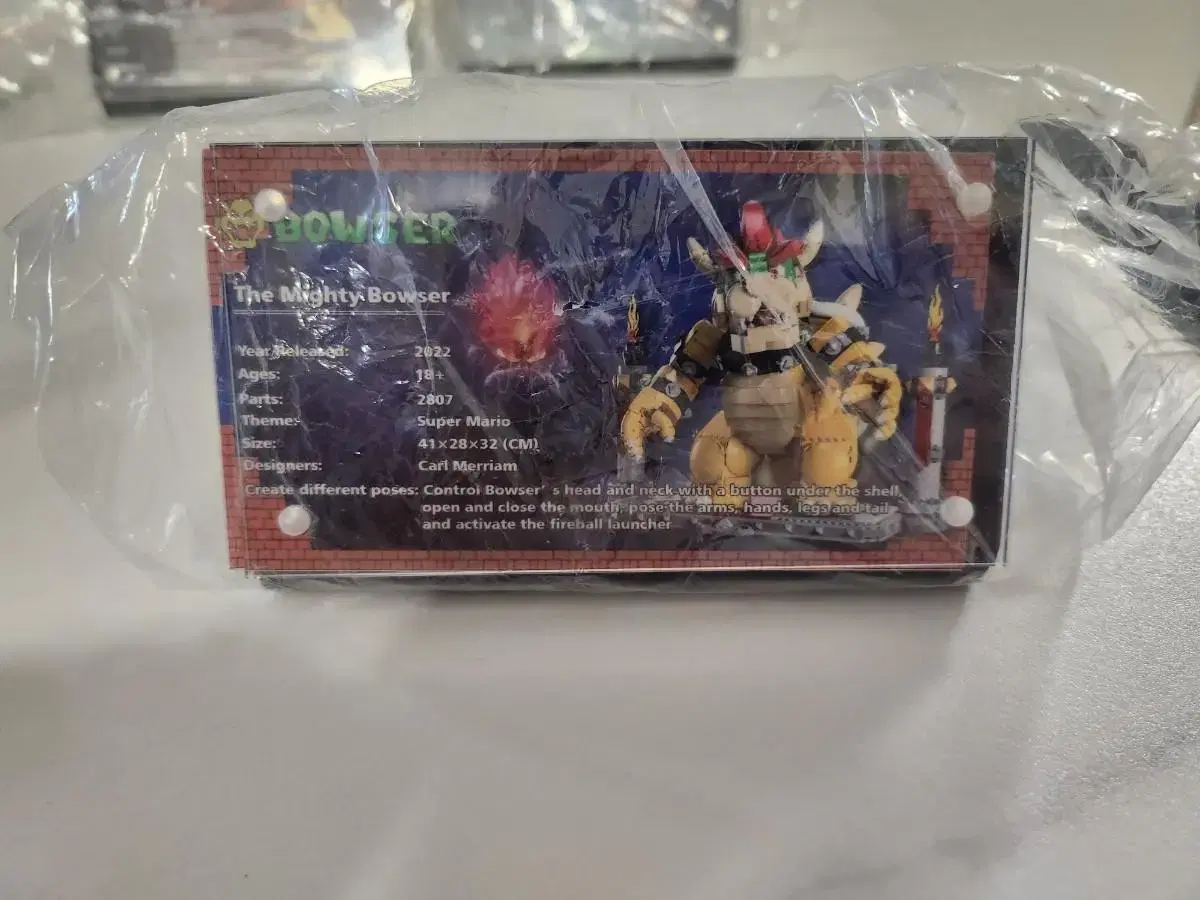 BOWSER
The Mighty Bowser
Year Released: 2022
Ages: 18+
Parts: 2807
Theme: Super Mario
Size: 41×28×32 (CM)
Designers: Carl Merriam
Create different poses: Control Bowser's head and neck with a button under the shell,
open and close the mouth, pose the arms, hands, legs and tail
and activate the fireball launcher